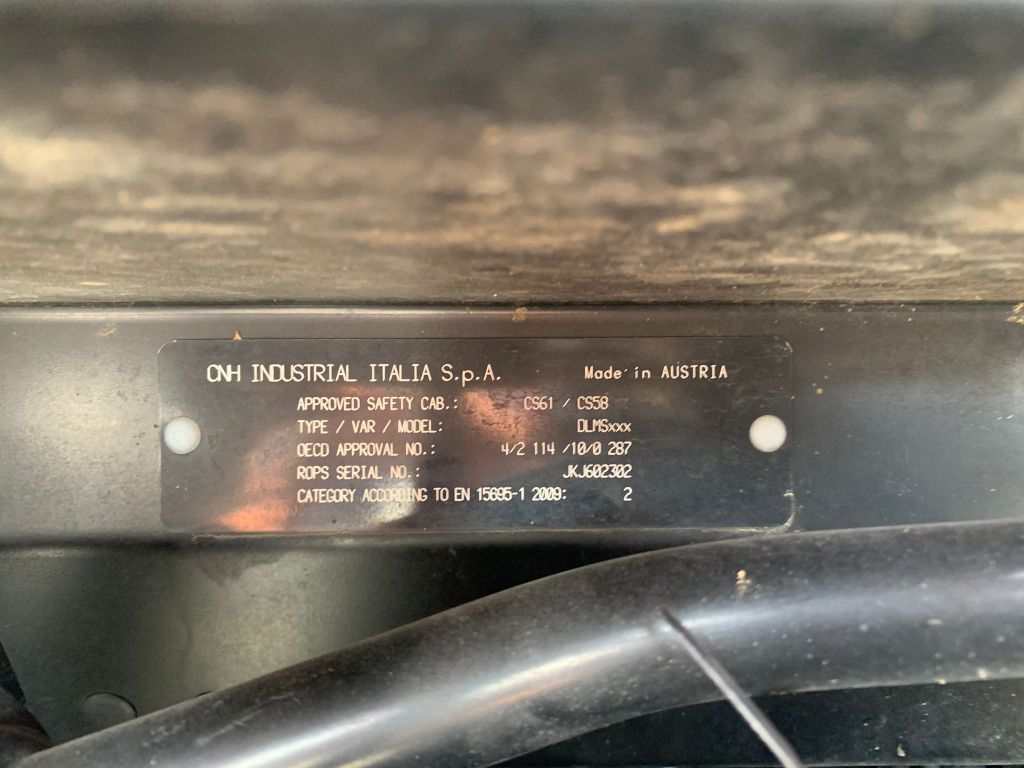 CNH INDUSTRIAL ITALIA S.p.A. Made in AUSTRIA
APPROVED SAFETY CAB.: CS61 / CS58
TYPE / VAR / MODEL: DLMSxxx
OECD APPROVAL NO.: 4/2 114 /10/0 287
ROPS SERIAL NO.: JKJ602302
CATEGORY ACCORDING TO EN 15695-1 2009: 2